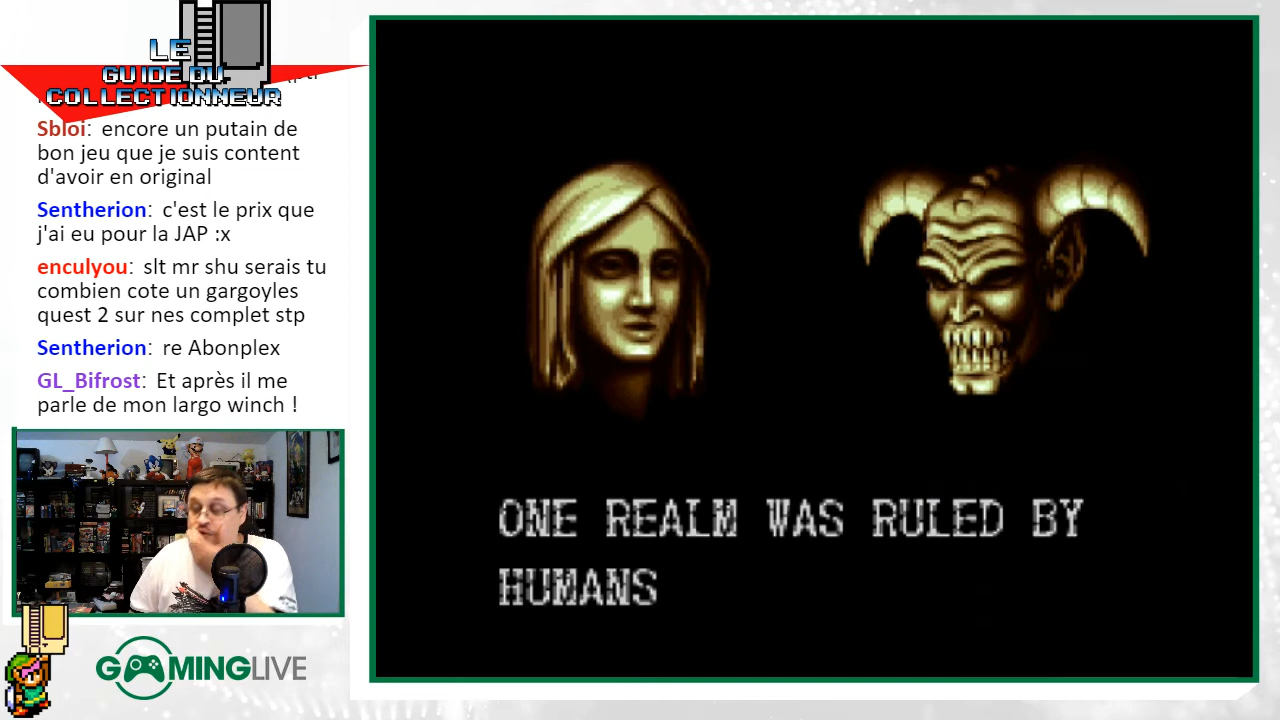 LE
GUIDE DU
COLLECTIONNEUR
Sbloi: encore un putain de
bon jeu que je suis content
d'avoir en original
Sentherion: c'est le prix que
j'ai eu pour la JAP :x
enculyou: slt mr shu serais tu
combien cote un gargoyles
quest 2 sur nes complet stp
Sentherion: re Abonplex
GL_Bifrost: Et après il me
parle de mon largo winch !
GAMINGLIVE
ONE REALM WAS RULED BY
HUMANS